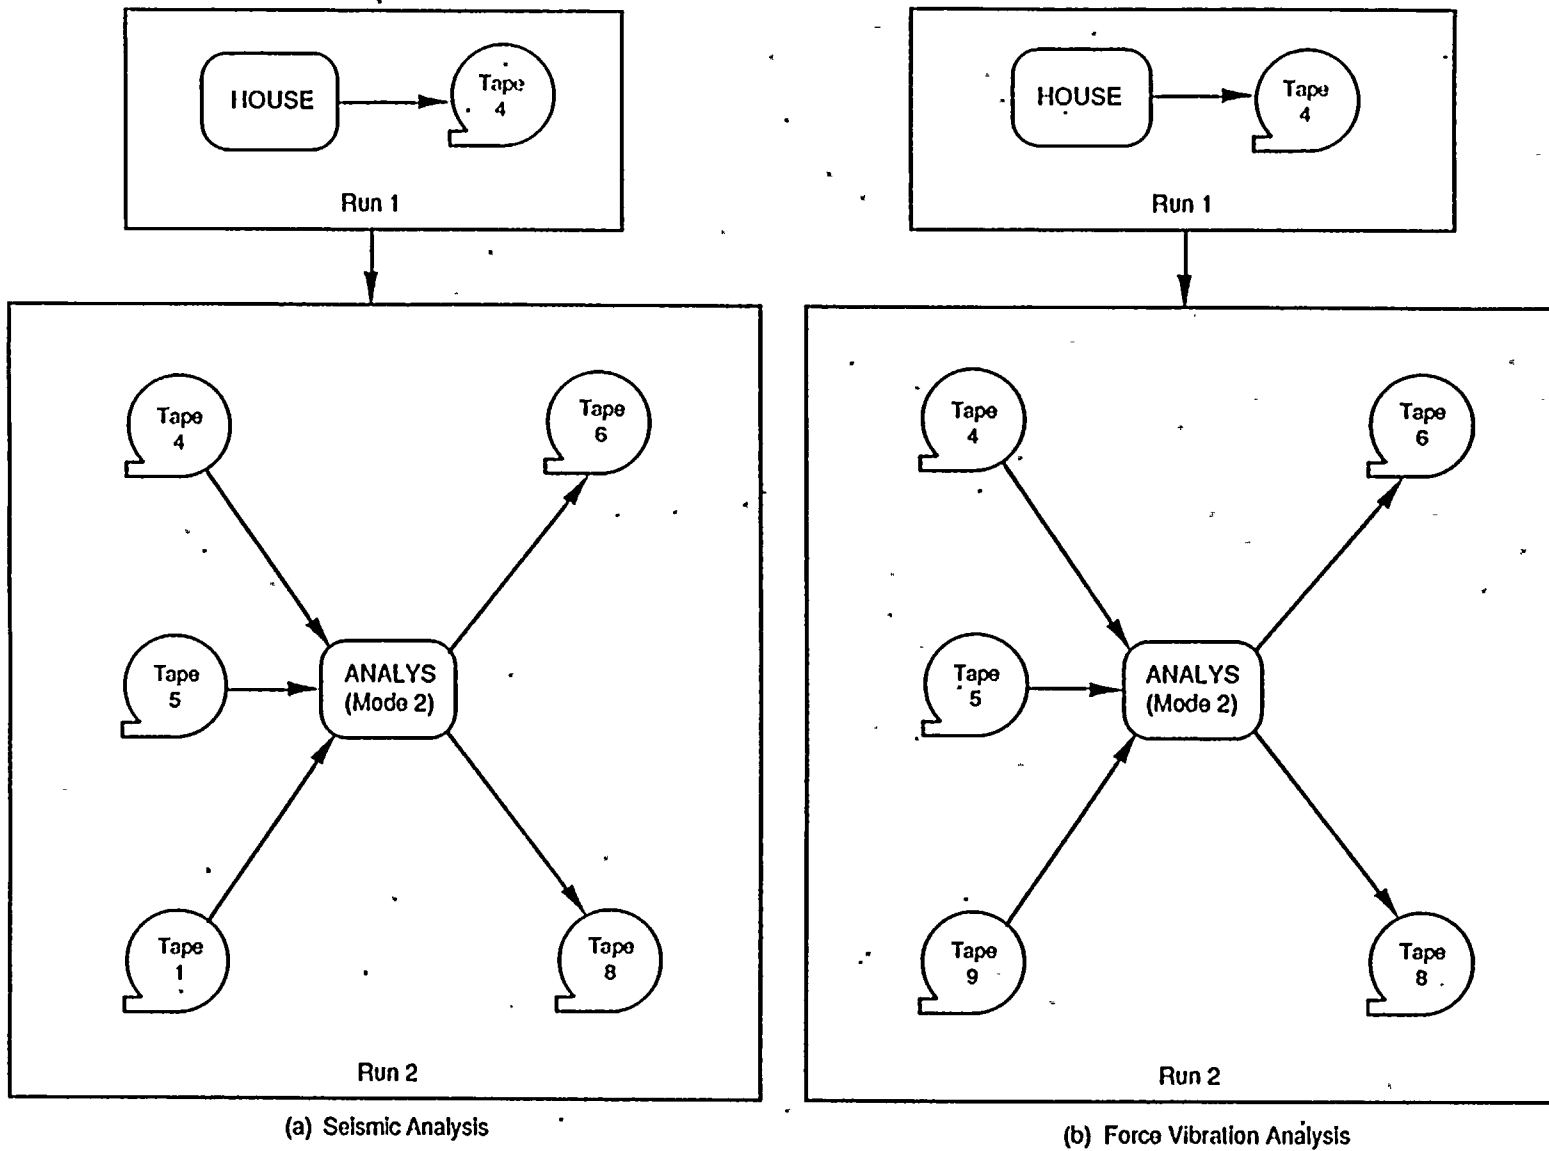 HOUSE
Tape
4
Run 1
Tape
4
Tape
6
Tape
5
ANALYS
(Mode 2)
Tape
1
Tape
8
Run 2
(a) Seismic Analysis
HOUSE
Tape
4
Run 1
Tape
4
Tape
6
Tape
5
ANALYS
(Mode 2)
Tape
9
Tape
8
Run 2
(b) Force Vibration Analysis